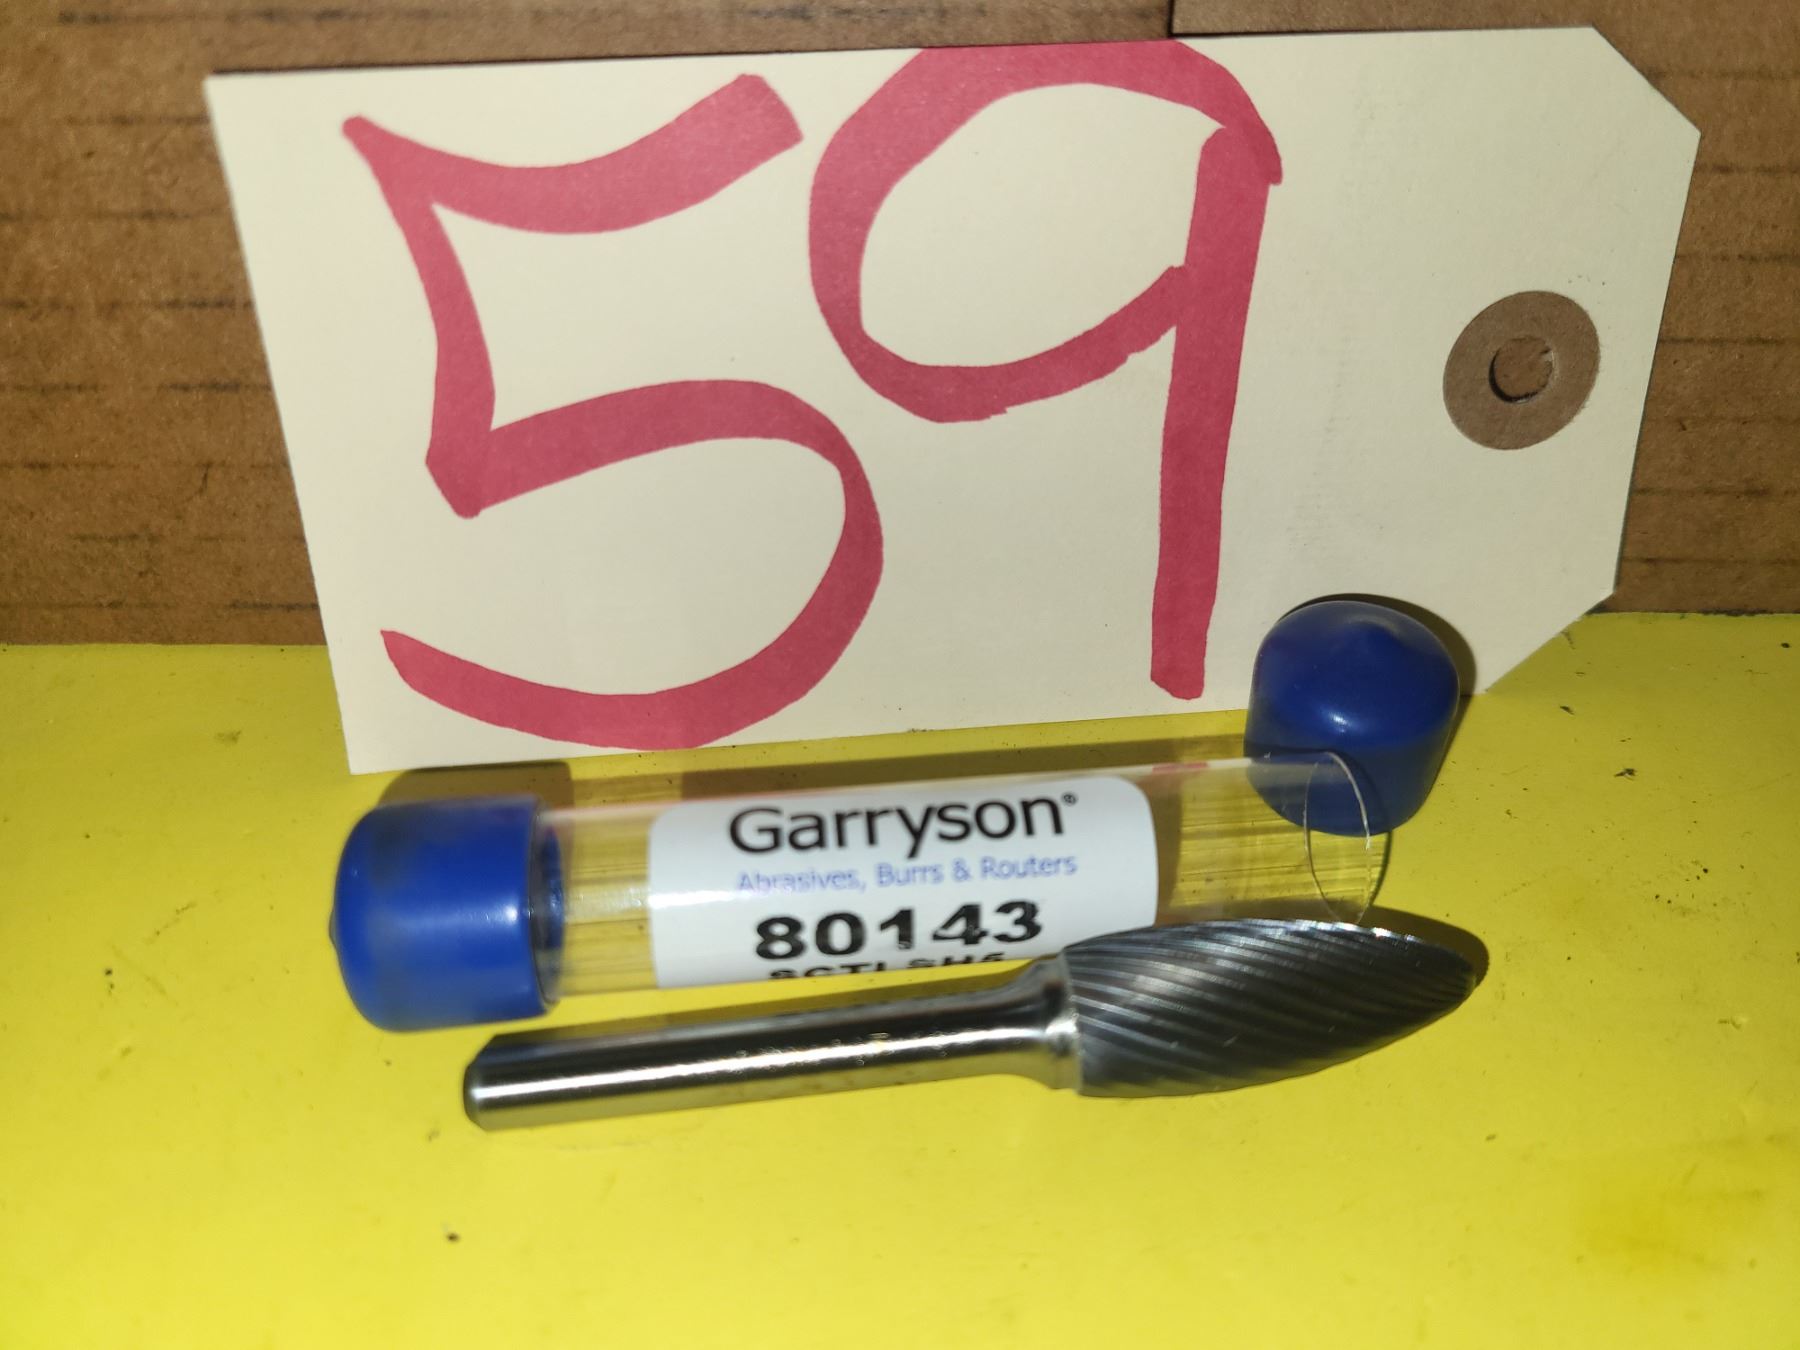 59
Garryson®
Abrasives, Burrs & Routers
80143